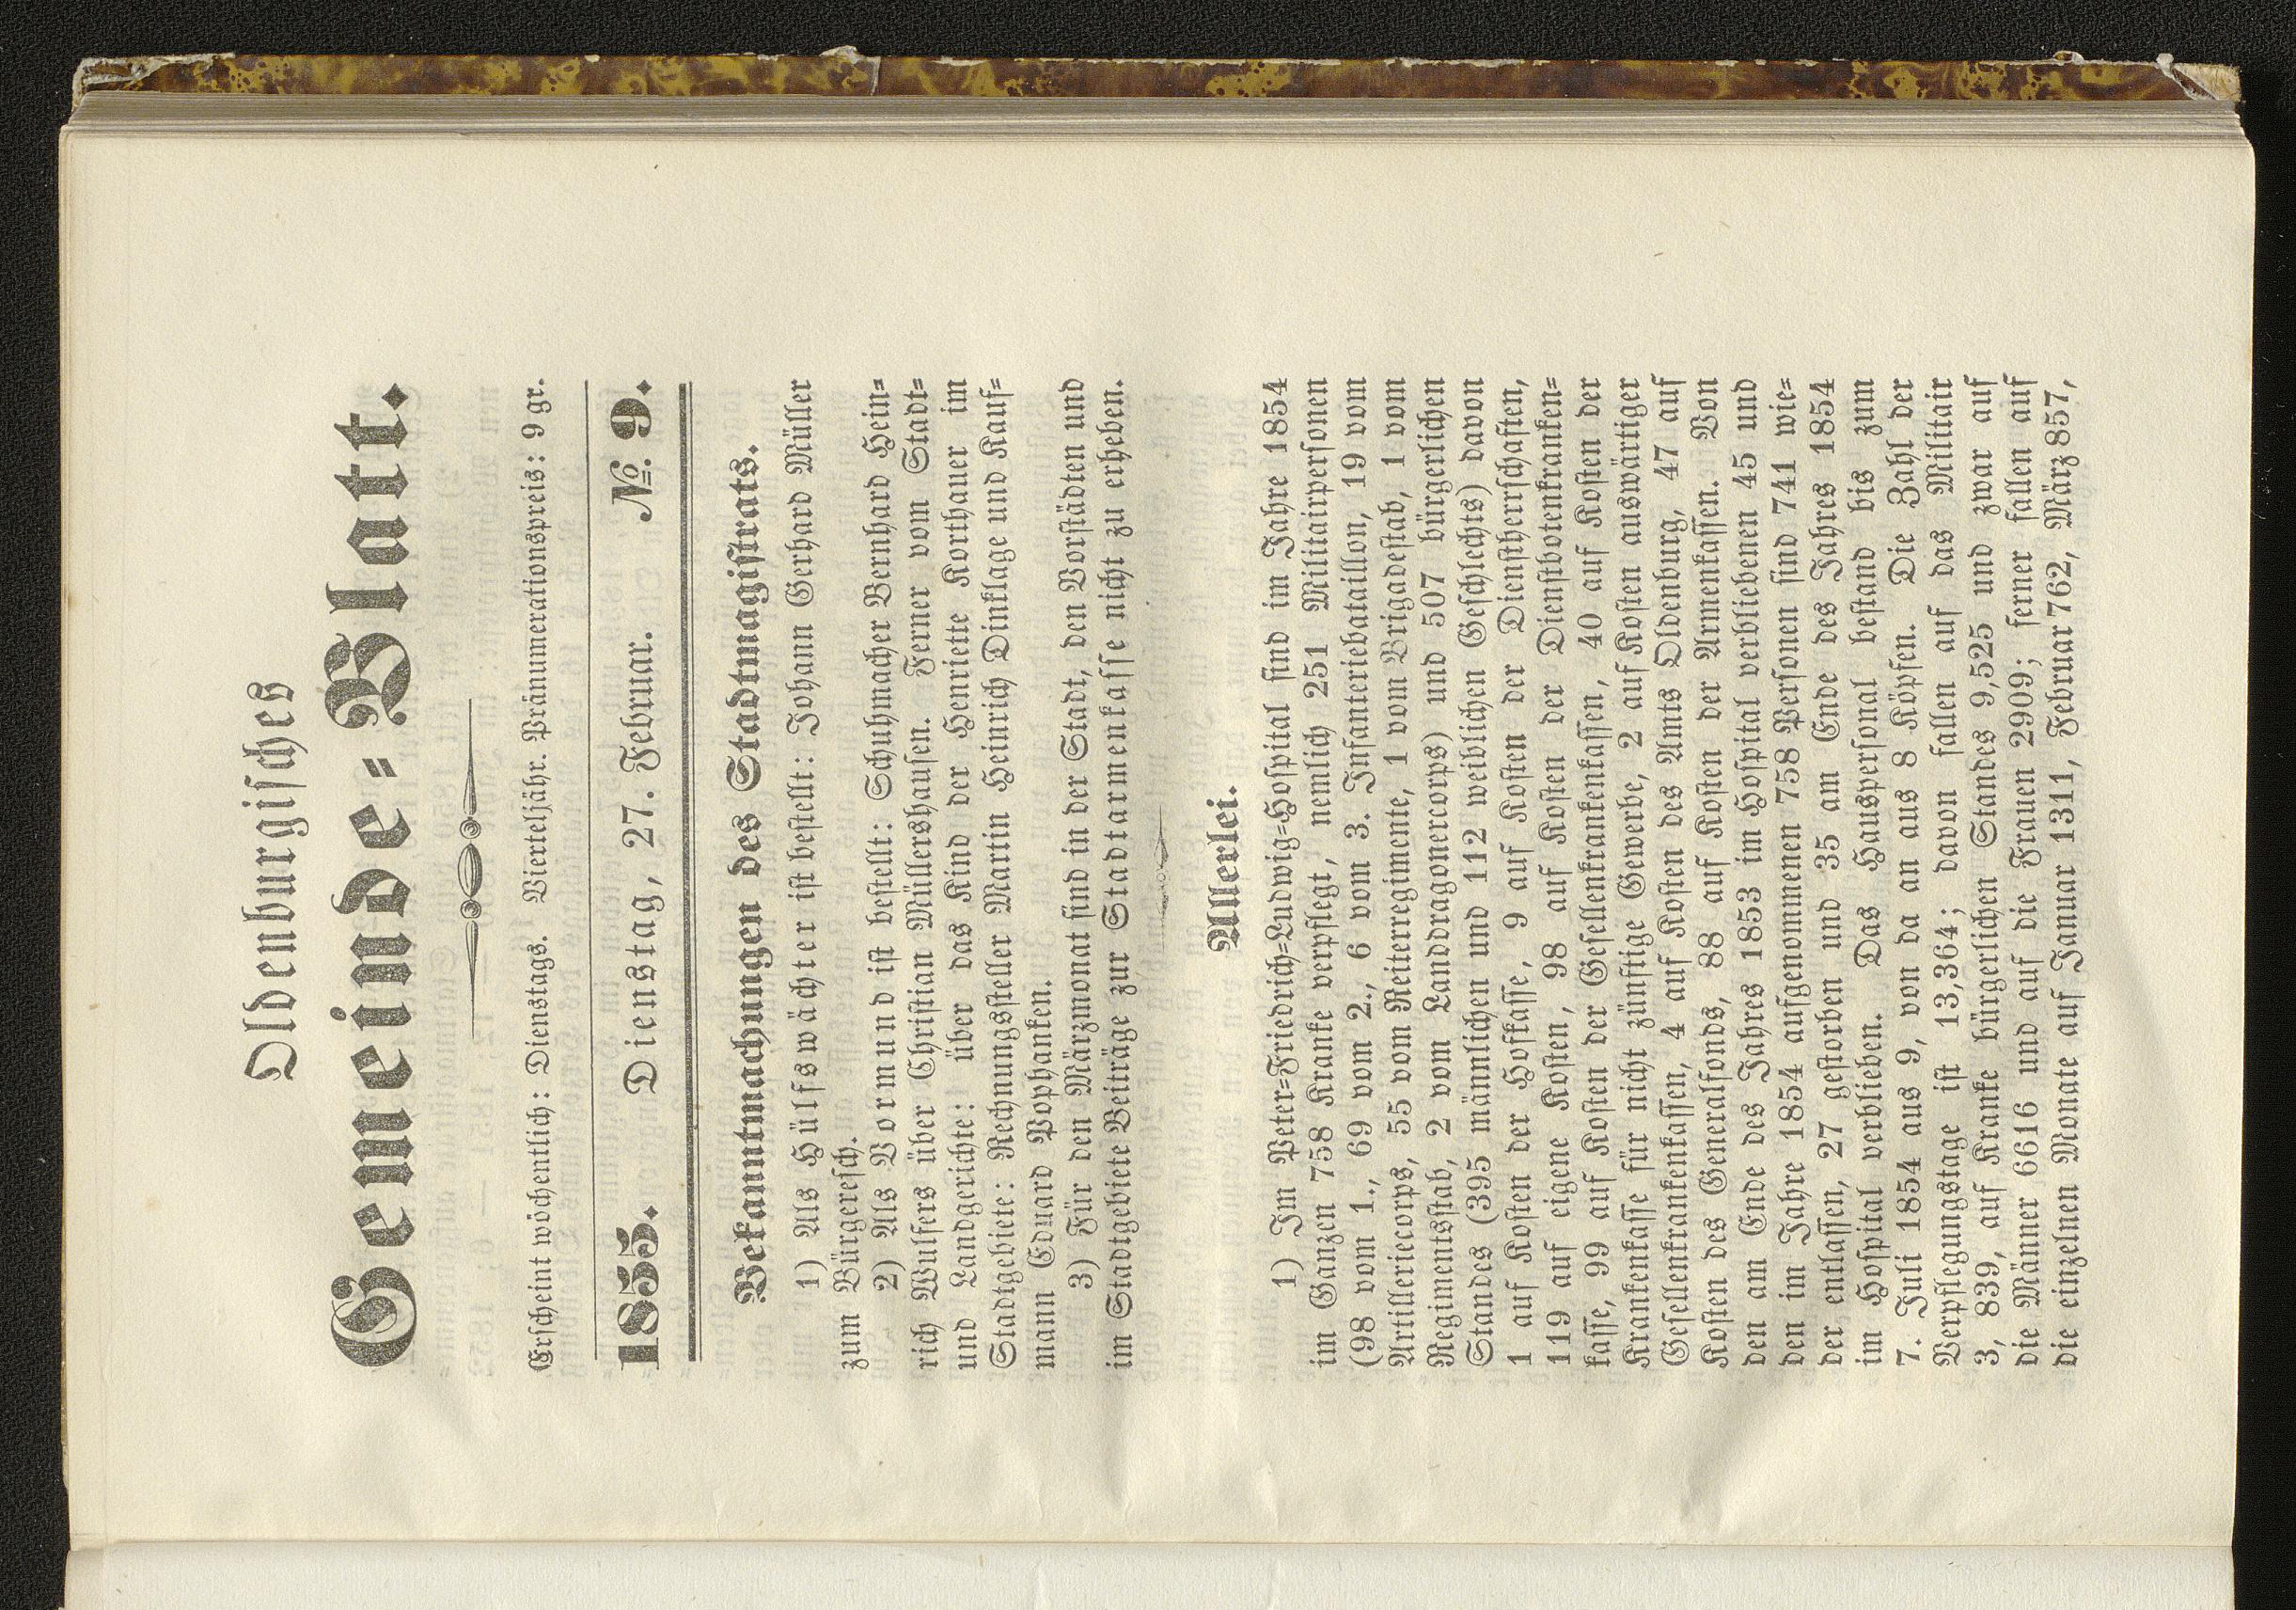 Oldenburgisches
Gemeinde-Blatt.
Erscheint wöchentlich: Dienstags. Vierteljähr. Pränumerationspreis: 9 gr.
1855. Dienstag, 27. Februar. No. 9.
Bekanntmachungen des Stadtmagistrats.
1) Als Hülfswächter ist bestellt: Johann Gerhard Müller
zum Bürgeresch.
2) Als Vormund ist bestellt: Schuhmacher Bernhard Hein-
rich Wulfers über Christian Müllershausen. Ferner vom Stadt-
und Landgerichte: über das Kind der Henriette Korthauer im
Stadtgebiete: Rechnungssteller Martin Heinrich Dinklage und Kauf-
mann Eduard Pophanken.
3) Für den Märzmonat sind in der Stadt, den Vorstädten und
im Stadtgebiete Beiträge zur Stadtarmenkasse nicht zu erheben.
Allerlei.
1) Im Peter-Friedrich-Ludwig-Hospital sind im Jahre 1854
im Ganzen 758 Kranke verpflegt, nemlich 251 Militairpersonen
(98 vom 1., 69 vom 2., 6 vom 3. Infanteriebataillon, 19 vom
Artilleriecorps, 55 vom Reiterregimente, 1 vom Brigadestab, 1 vom
Regimentsstab, 2 vom Landdragonercorps) und 507 bürgerlichen
Standes (395 männlichen und 112 weiblichen Geschlechts) davon
1 auf Kosten der Hofkasse, 9 auf Kosten der Dienstherrschaften,
119 auf eigene Kosten, 98 auf Kosten der Dienstbotenkranken-
kasse, 99 auf Kosten der Gesellenkrankenkassen, 40 auf Kosten der
Krankenkasse für nicht zünftige Gewerbe, 2 auf Kosten auswärtiger
Gesellenkrankenkassen, 4 auf Kosten des Amts Oldenburg, 47 auf
Kosten des Generalfonds, 88 auf Kosten der Armenkassen. Von
den am Ende des Jahres 1853 im Hospital verbliebenen 45 und
den im Jahre 1854 aufgenommenen 758 Personen sind 741 wie-
der entlassen, 27 gestorben und 35 am Ende des Jahres 1854
im Hospital verblieben. Das Hauspersonal bestand bis zum
7. Juli 1854 aus 9, von da an aus 8 Köpfen. Die Zahl der
Verpflegungstage ist 13,364; davon fallen auf das Militair
3, 839, auf Kranke bürgerlichen Standes 9,525 und zwar auf
die Männer 6616 und auf die Frauen 2909; ferner fallen auf
die einzelnen Monate auf Januar 1311, Februar 762, März 857,